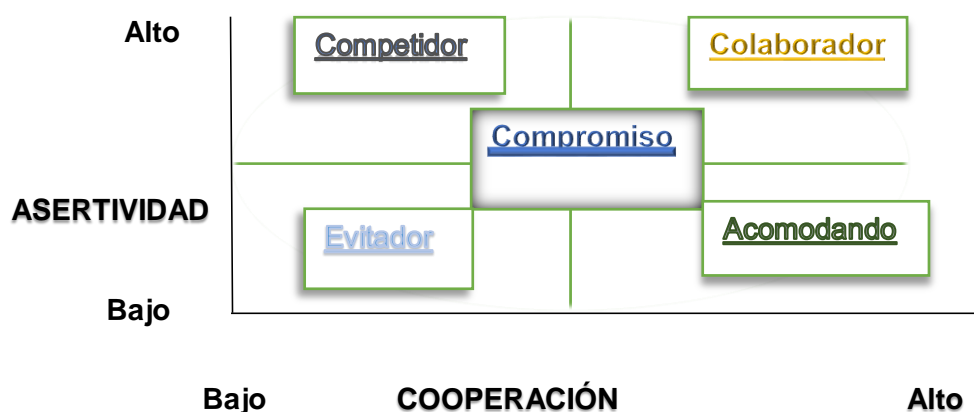 Alto
Competidor
Colaborador
Compromiso
ASERTIVIDAD
Evitador
Acomodando
Bajo
Bajo COOPERACIÓN Alto